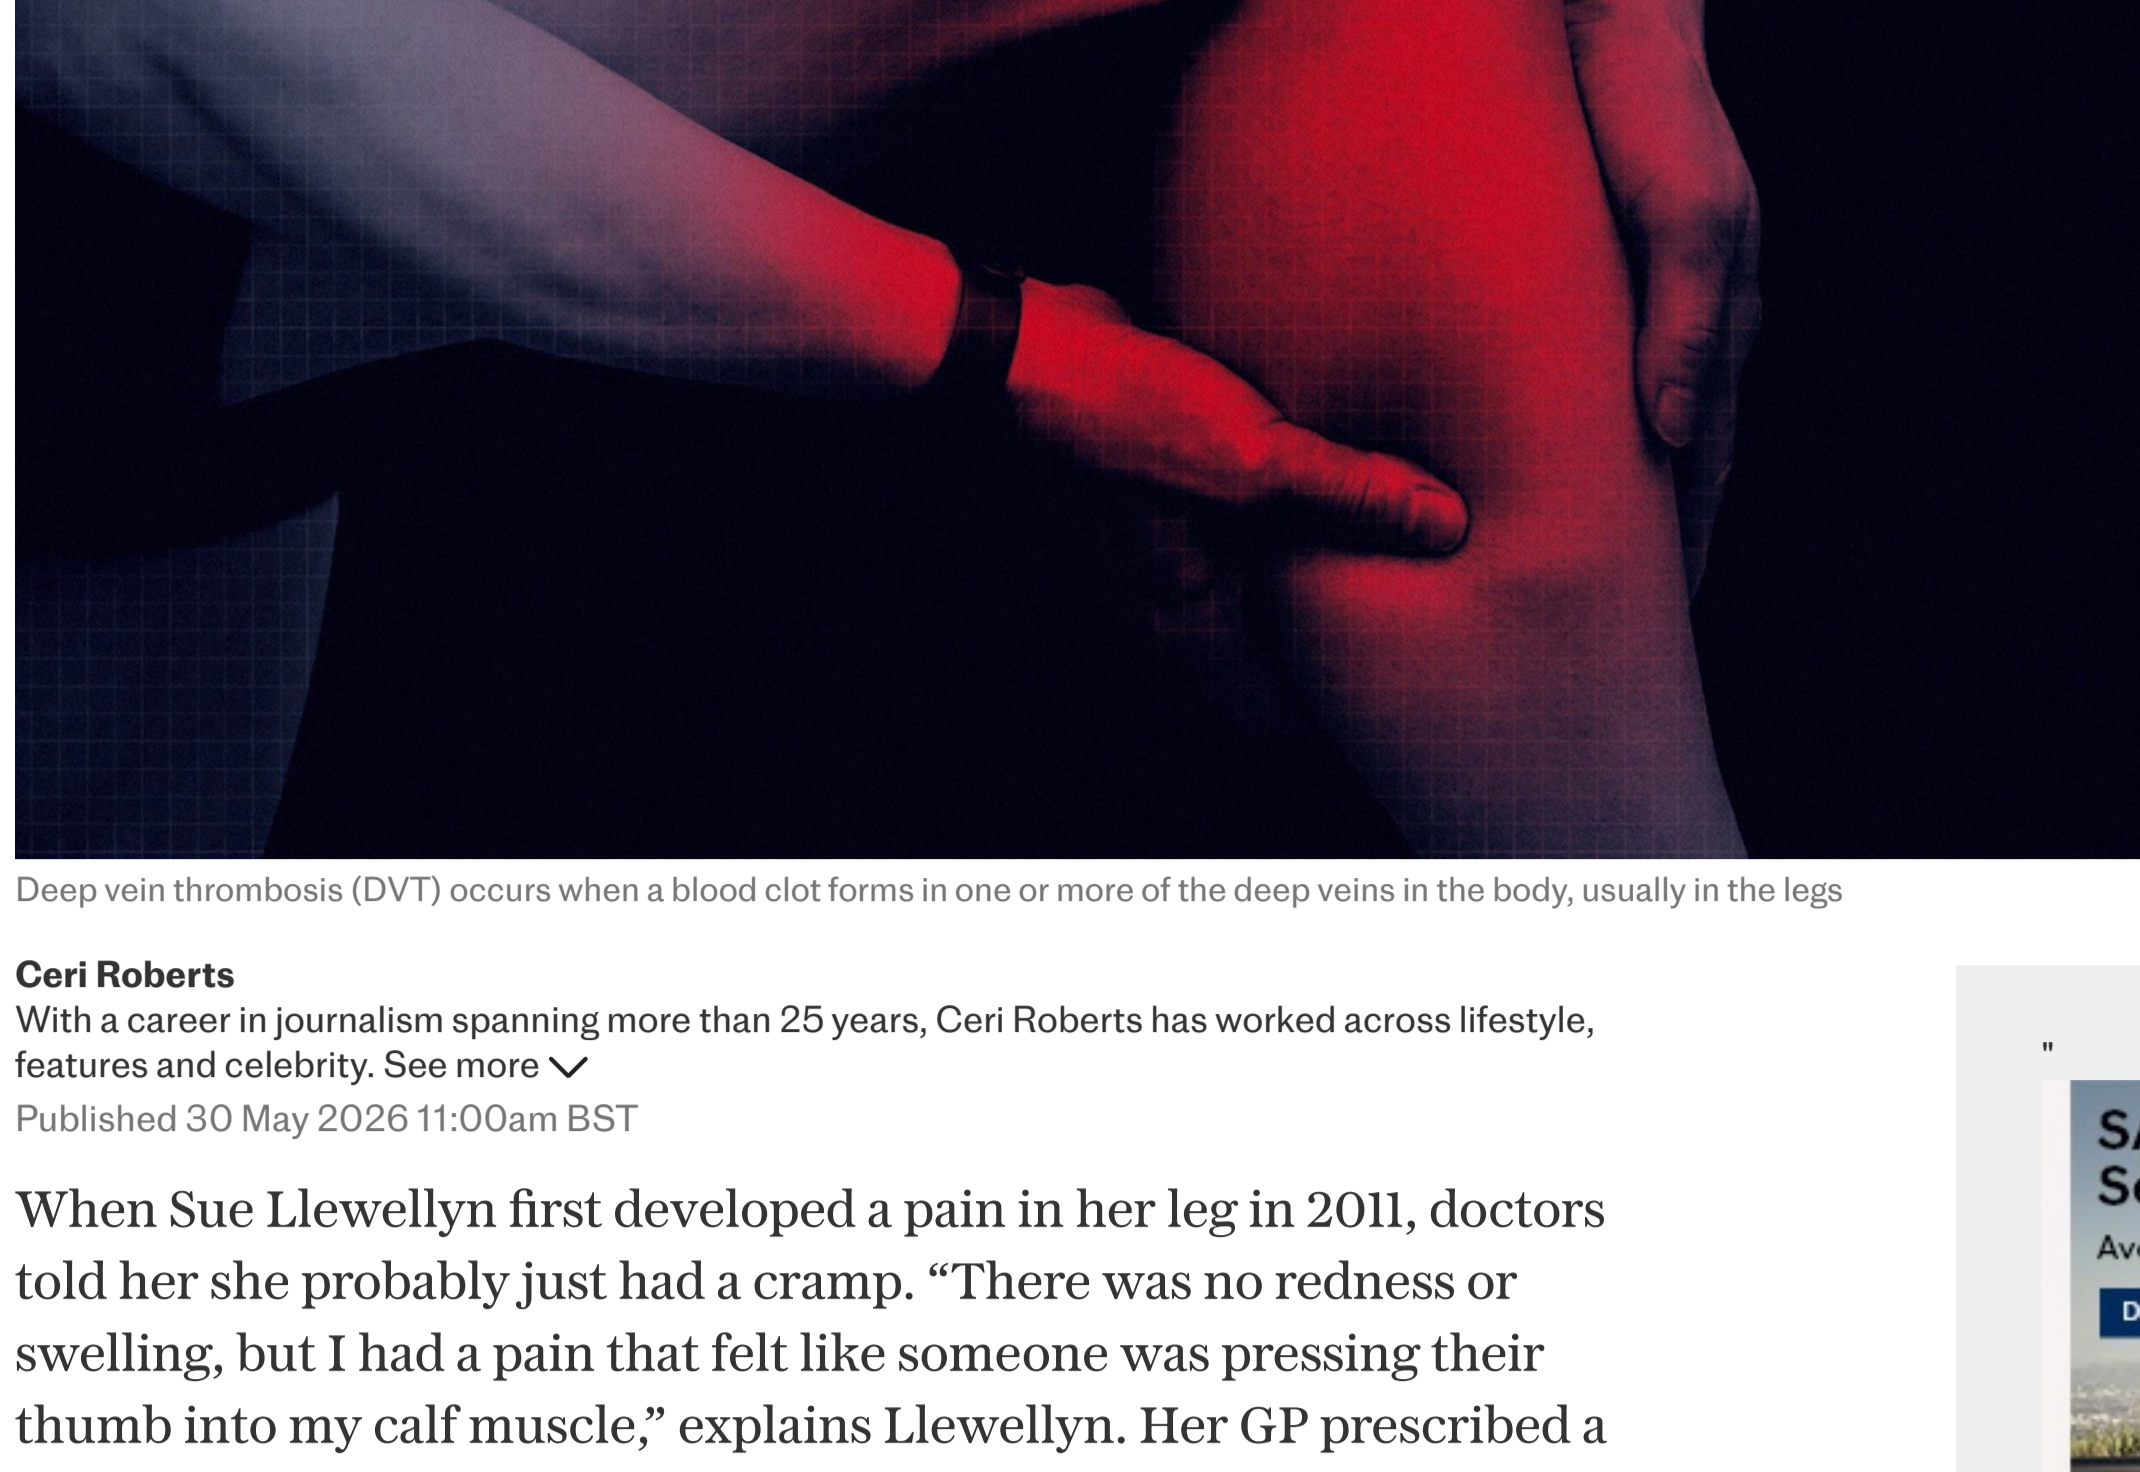 Deep vein thrombosis (DVT) occurs when a blood clot forms in one or more of the deep veins in the body, usually in the legs
Ceri Roberts
With a career in journalism spanning more than 25 years, Ceri Roberts has worked across lifestyle,
features and celebrity. See more
Published 30 May 2026 11:00am BST
"
When Sue Llewellyn first developed a pain in her leg in 2011, doctors
told her she probably just had a cramp. “There was no redness or
swelling, but I had a pain that felt like someone was pressing their
thumb into my calf muscle,” explains Llewellyn. Her GP prescribed a